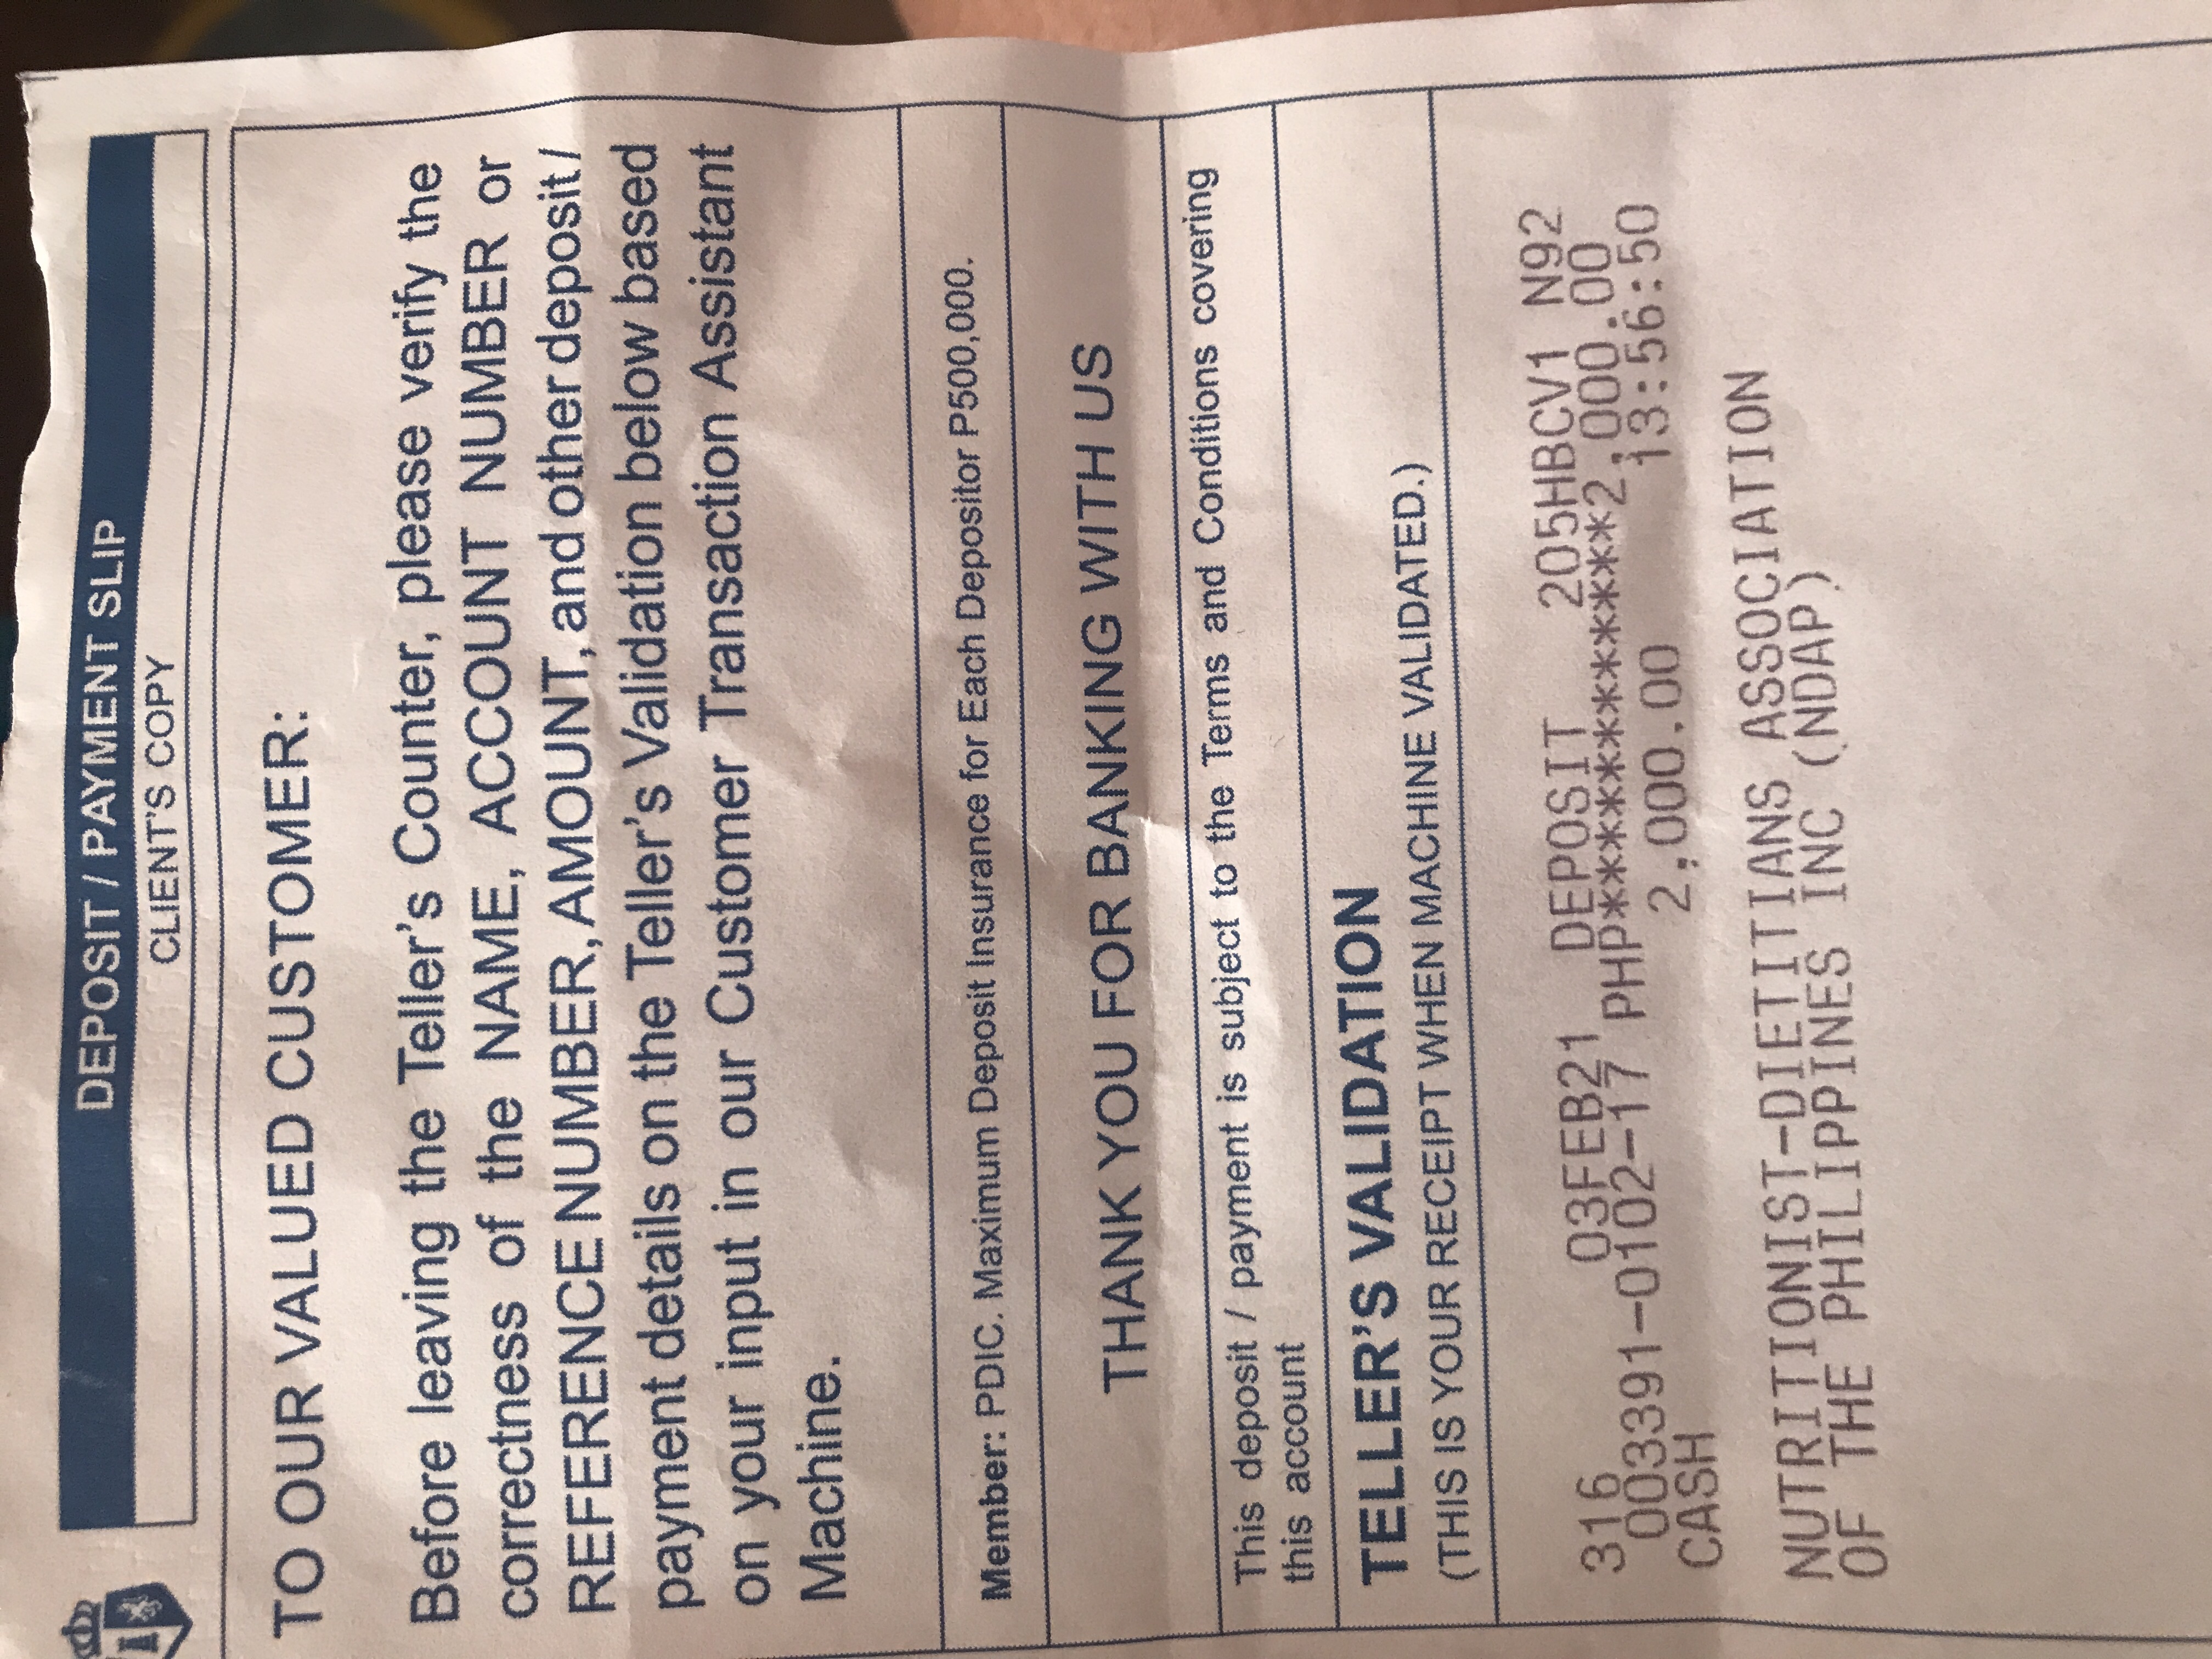 DEPOSIT / PAYMENT SLIP
CLIENT'S COPY
TO OUR VALUED CUSTOMER:
Before leaving the Teller's Counter, please verify the
correctness of the NAME, ACCOUNT NUMBER or
REFERENCE NUMBER, AMOUNT, and other deposit /
payment details on the Teller's Validation below based
on your input in our Customer Transaction Assistant
Machine.
Member: PDIC. Maximum Deposit Insurance for Each Depositor P500,000.
THANK YOU FOR BANKING WITH US
This deposit / payment is subject to the Terms and Conditions covering
this account
TELLER'S VALIDATION
(THIS IS YOUR RECEIPT WHEN MACHINE VALIDATED.)
316 03FEB21 DEPOSIT 205HBCV1 N92
003391-0102-17 PHP************2,000.00
CASH 2,000.00 13:56:50
NUTRITIONIST-DIETITIANS ASSOCIATION
OF THE PHILIPPINES INC (NDAP)